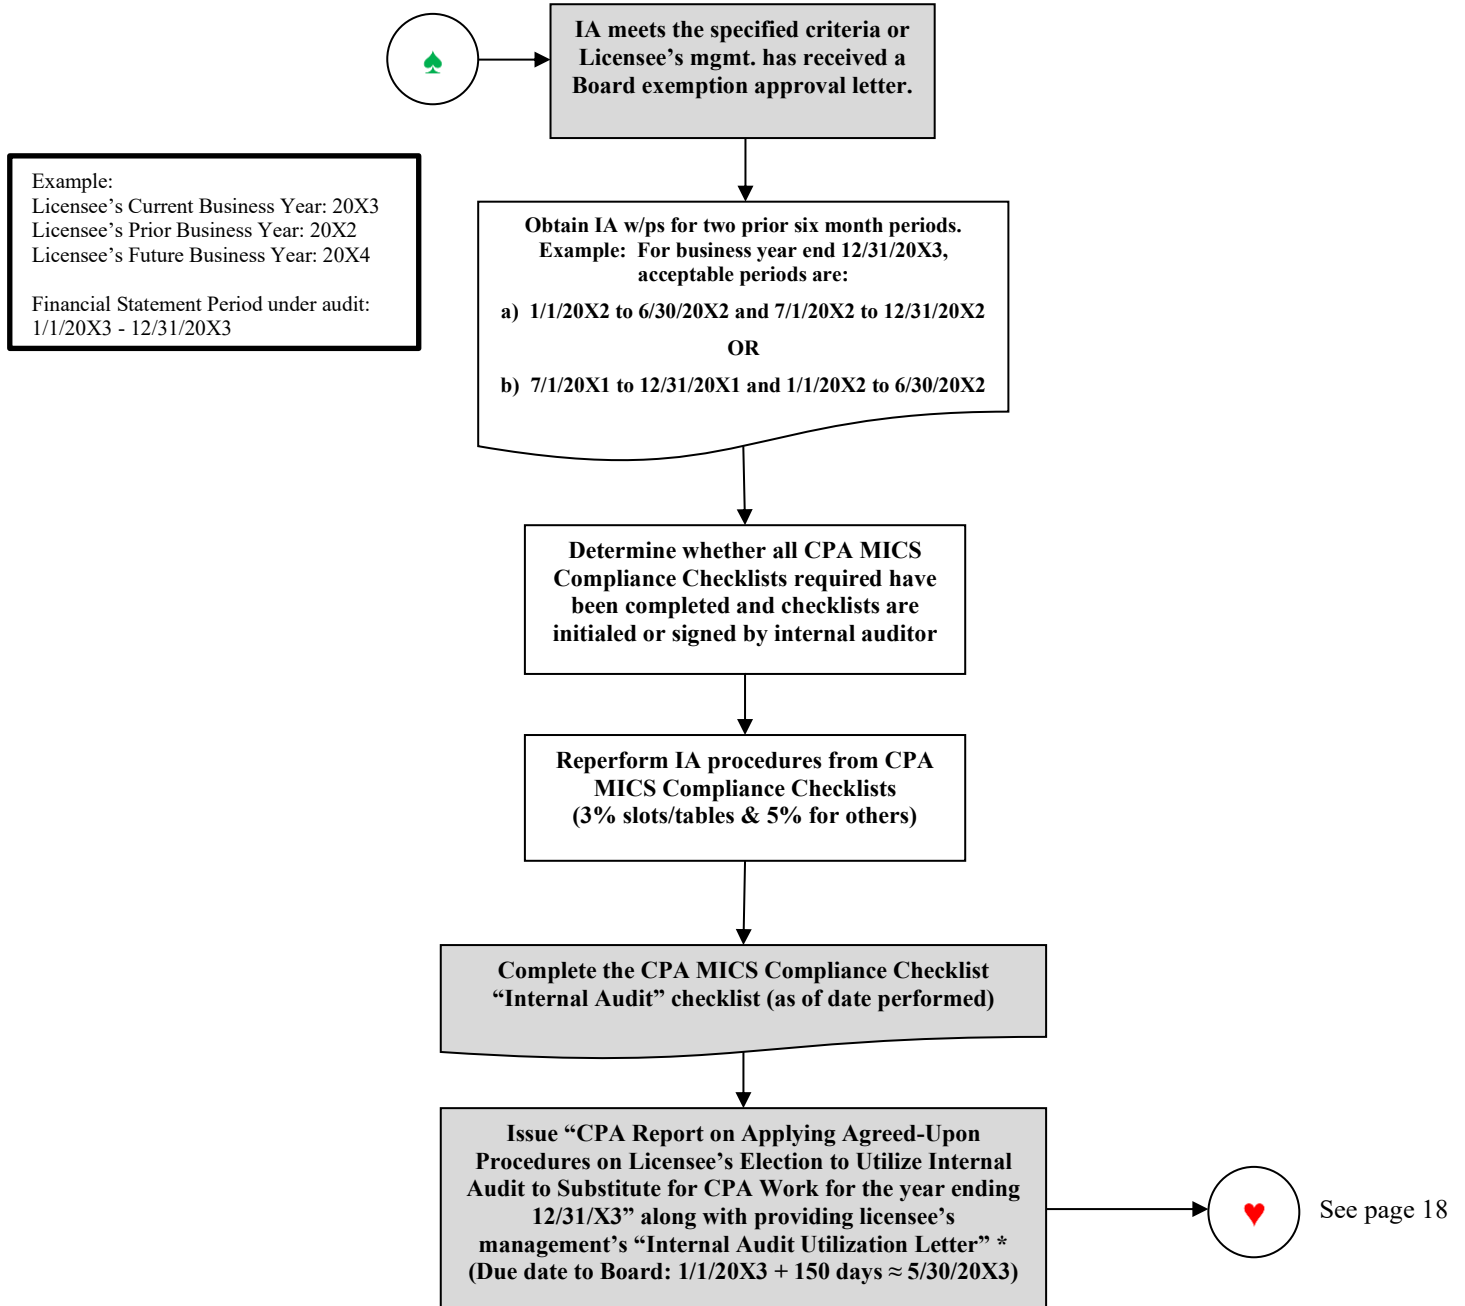 ♠
IA meets the specified criteria or
Licensee’s mgmt. has received a
Board exemption approval letter.
Example:
Licensee’s Current Business Year: 20X3
Licensee’s Prior Business Year: 20X2
Licensee’s Future Business Year: 20X4
Financial Statement Period under audit:
1/1/20X3 - 12/31/20X3
Obtain IA w/ps for two prior six month periods.
Example:  For business year end 12/31/20X3,
acceptable periods are:
a)  1/1/20X2 to 6/30/20X2 and 7/1/20X2 to 12/31/20X2
OR
b)  7/1/20X1 to 12/31/20X1 and 1/1/20X2 to 6/30/20X2
Determine whether all CPA MICS
Compliance Checklists required have
been completed and checklists are
initialed or signed by internal auditor
Reperform IA procedures from CPA
MICS Compliance Checklists
(3% slots/tables & 5% for others)
Complete the CPA MICS Compliance Checklist
“Internal Audit” checklist (as of date performed)
Issue “CPA Report on Applying Agreed-Upon
Procedures on Licensee’s Election to Utilize Internal
Audit to Substitute for CPA Work for the year ending
12/31/X3” along with providing licensee’s
management’s “Internal Audit Utilization Letter” *
(Due date to Board: 1/1/20X3 + 150 days ≈ 5/30/20X3)
♥
See page 18